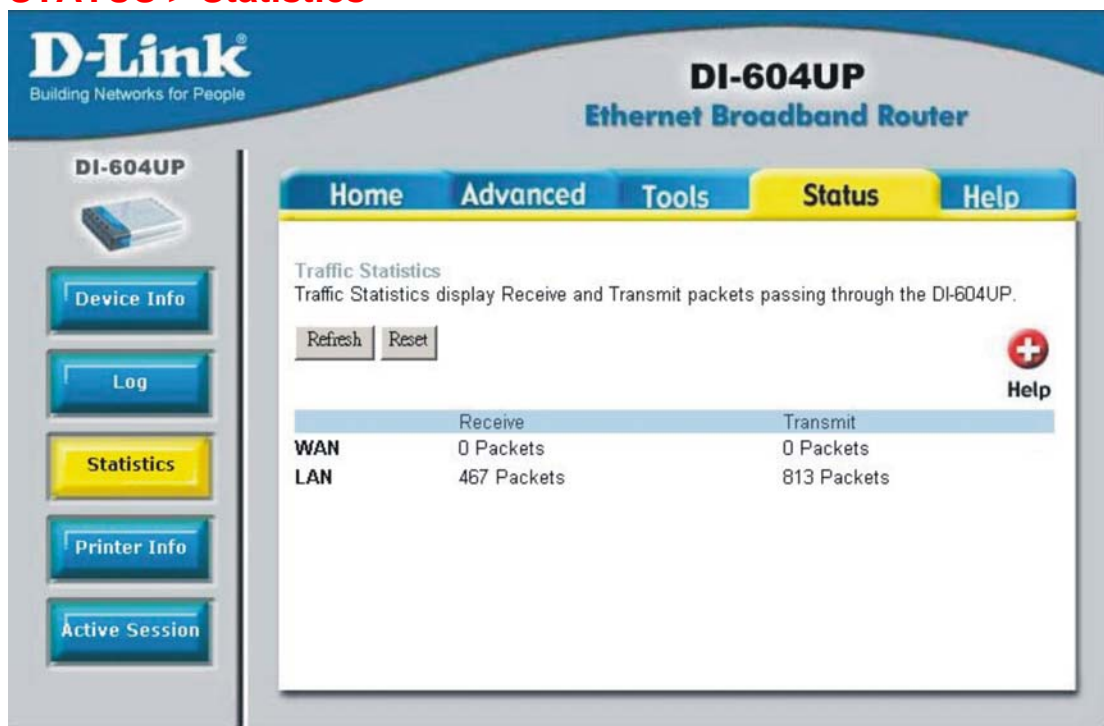 STATUS > Statistics
D-Link®
Building Networks for People
DI-604UP
Ethernet Broadband Router
DI-604UP
Home Advanced Tools Status Help
Device Info
Log
Statistics
Printer Info
Active Session
Traffic Statistics
Traffic Statistics display Receive and Transmit packets passing through the DI-604UP.
Refresh Reset
Help
Receive Transmit
WAN 0 Packets 0 Packets
LAN 467 Packets 813 Packets